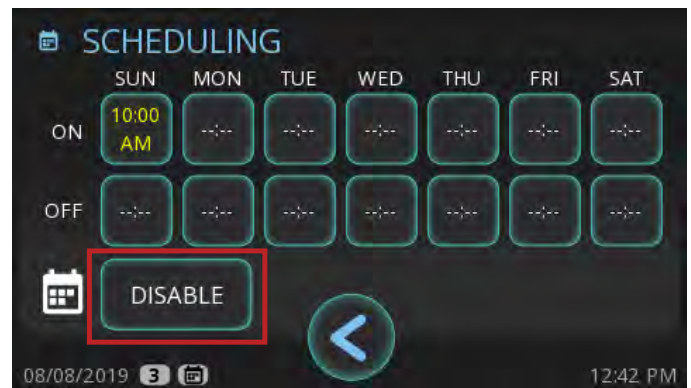 SCHEDULING
SUN MON TUE WED THU FRI SAT
ON 10:00 AM --:-- --:-- --:-- --:-- --:-- --:--
OFF --:-- --:-- --:-- --:-- --:-- --:-- --:--
DISABLE
08/08/2019 3 12:42 PM